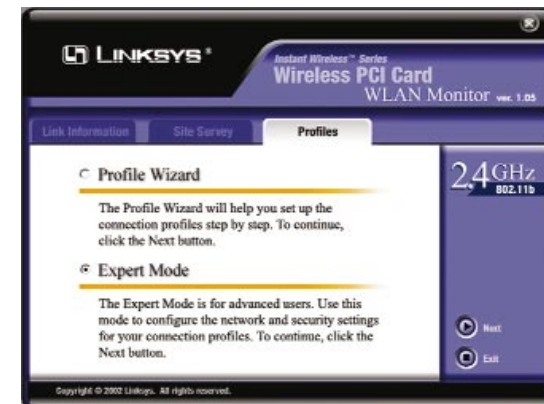 LINKSYS®
Instant Wireless™ Series
Wireless PCI Card
WLAN Monitor ver. 1.05
Link Information
Site Survey
Profiles
Profile Wizard
The Profile Wizard will help you set up the
connection profiles step by step. To continue,
click the Next button.
Expert Mode
The Expert Mode is for advanced users. Use this
mode to configure the network and security settings
for your connection profiles. To continue, click the
Next button.
2.4GHz
802.11b
Next
Exit
Copyright © 2002 Linksys. All rights reserved.